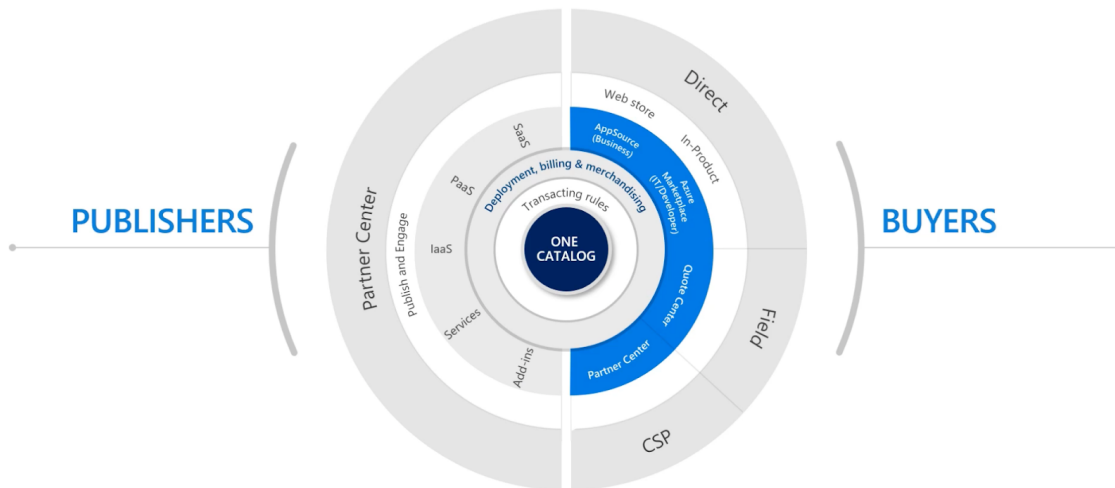 PUBLISHERS
Partner Center
Publish and Engage
SaaS
PaaS
IaaS
Services
Add-ins
Deployment, billing & merchandising
Transacting rules
ONE
CATALOG
Direct
Web store
In-Product
AppSource
(Business)
Azure
Marketplace
(IT/Developer)
Quote Center
Partner Center
Field
CSP
BUYERS